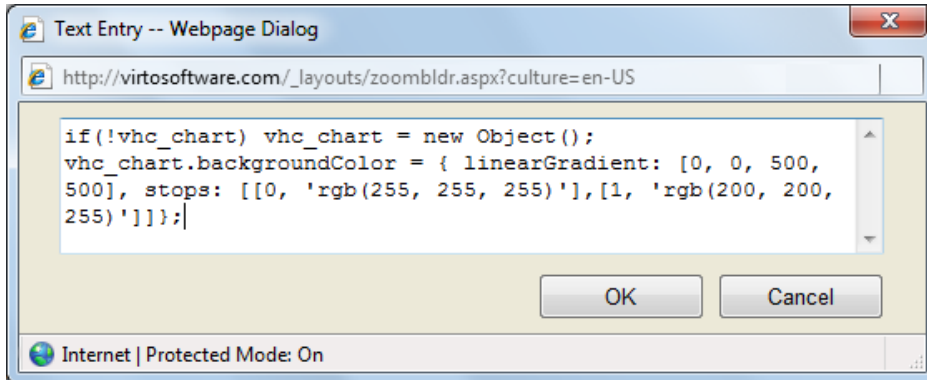 Text Entry -- Webpage Dialog
http://virtosoftware.com/_layouts/zoombldr.aspx?culture=en-US
if(!vhc_chart) vhc_chart = new Object();
vhc_chart.backgroundColor = { linearGradient: [0, 0, 500,
500], stops: [[0, 'rgb(255, 255, 255)'],[1, 'rgb(200, 200,
255)']]};
OK Cancel
Internet | Protected Mode: On